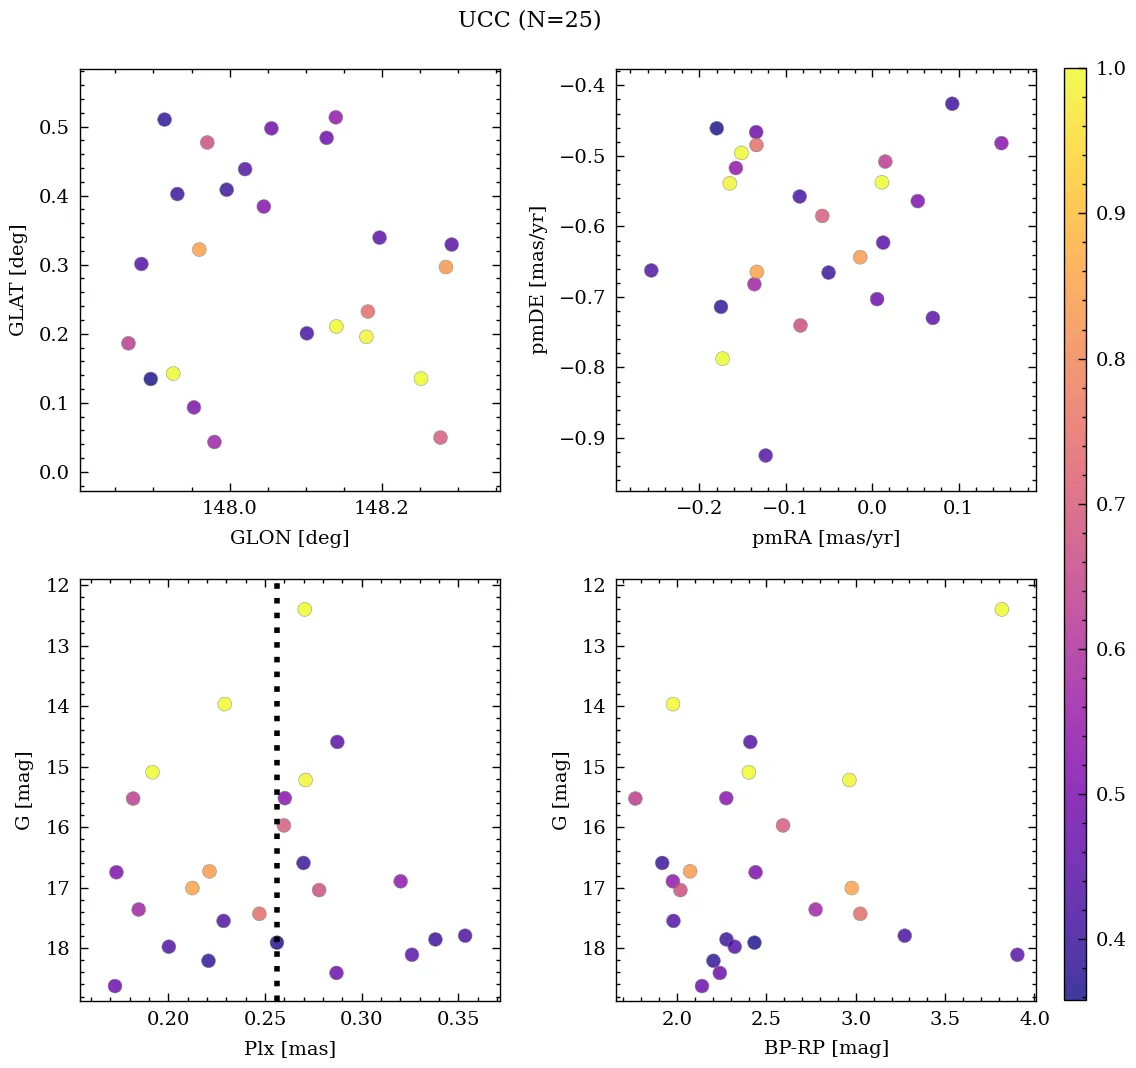 UCC (N=25)
0.5
0.4
0.3
0.2
0.1
0.0
GLAT [deg]
148.0 148.2
GLON [deg]
−0.4
−0.5
−0.6
−0.7
−0.8
−0.9
pmDE [mas/yr]
−0.2 −0.1 0.0 0.1
pmRA [mas/yr]
12
13
14
15
16
17
18
G [mag]
0.20 0.25 0.30 0.35
Plx [mas]
12
13
14
15
16
17
18
G [mag]
2.0 2.5 3.0 3.5 4.0
BP-RP [mag]
1.0
0.9
0.8
0.7
0.6
0.5
0.4